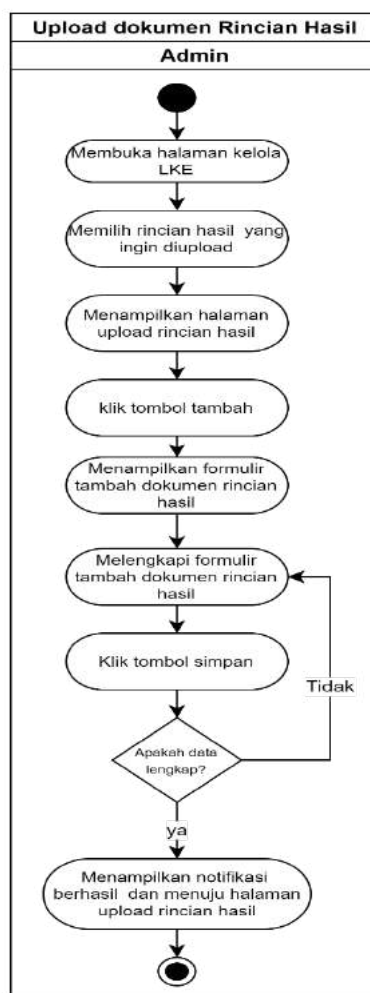 Upload dokumen Rincian Hasil
Admin
Membuka halaman kelola
LKE
Memilih rincian hasil yang
ingin diupload
Menampilkan halaman
upload rincian hasil
klik tombol tambah
Menampilkan formulir
tambah dokumen rincian
hasil
Melengkapi formulir
tambah dokumen rincian
hasil
Klik tombol simpan
Tidak
Apakah data
lengkap?
ya
Menampilkan notifikasi
berhasil dan menuju halaman
upload rincian hasil